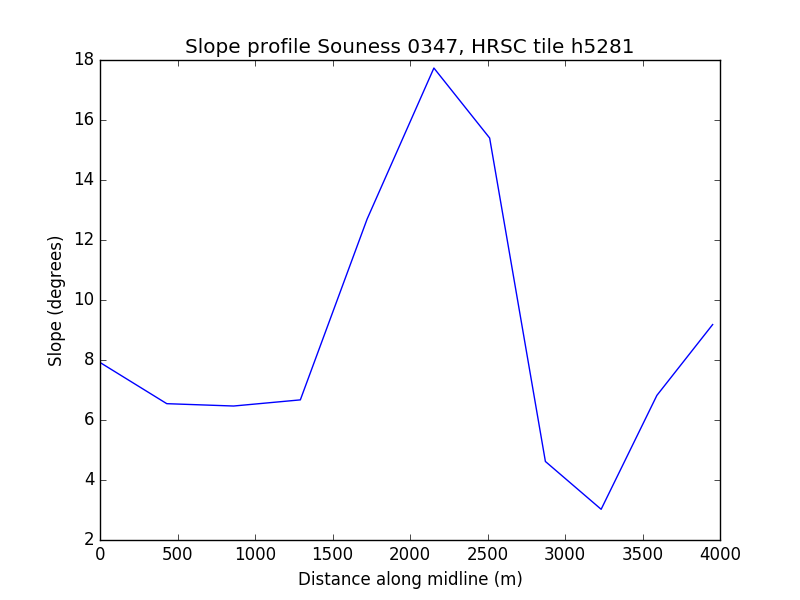 Slope profile Souness 0347, HRSC tile h5281
18
16
14
12
10
8
6
4
2
Slope (degrees)
0 500 1000 1500 2000 2500 3000 3500 4000
Distance along midline (m)